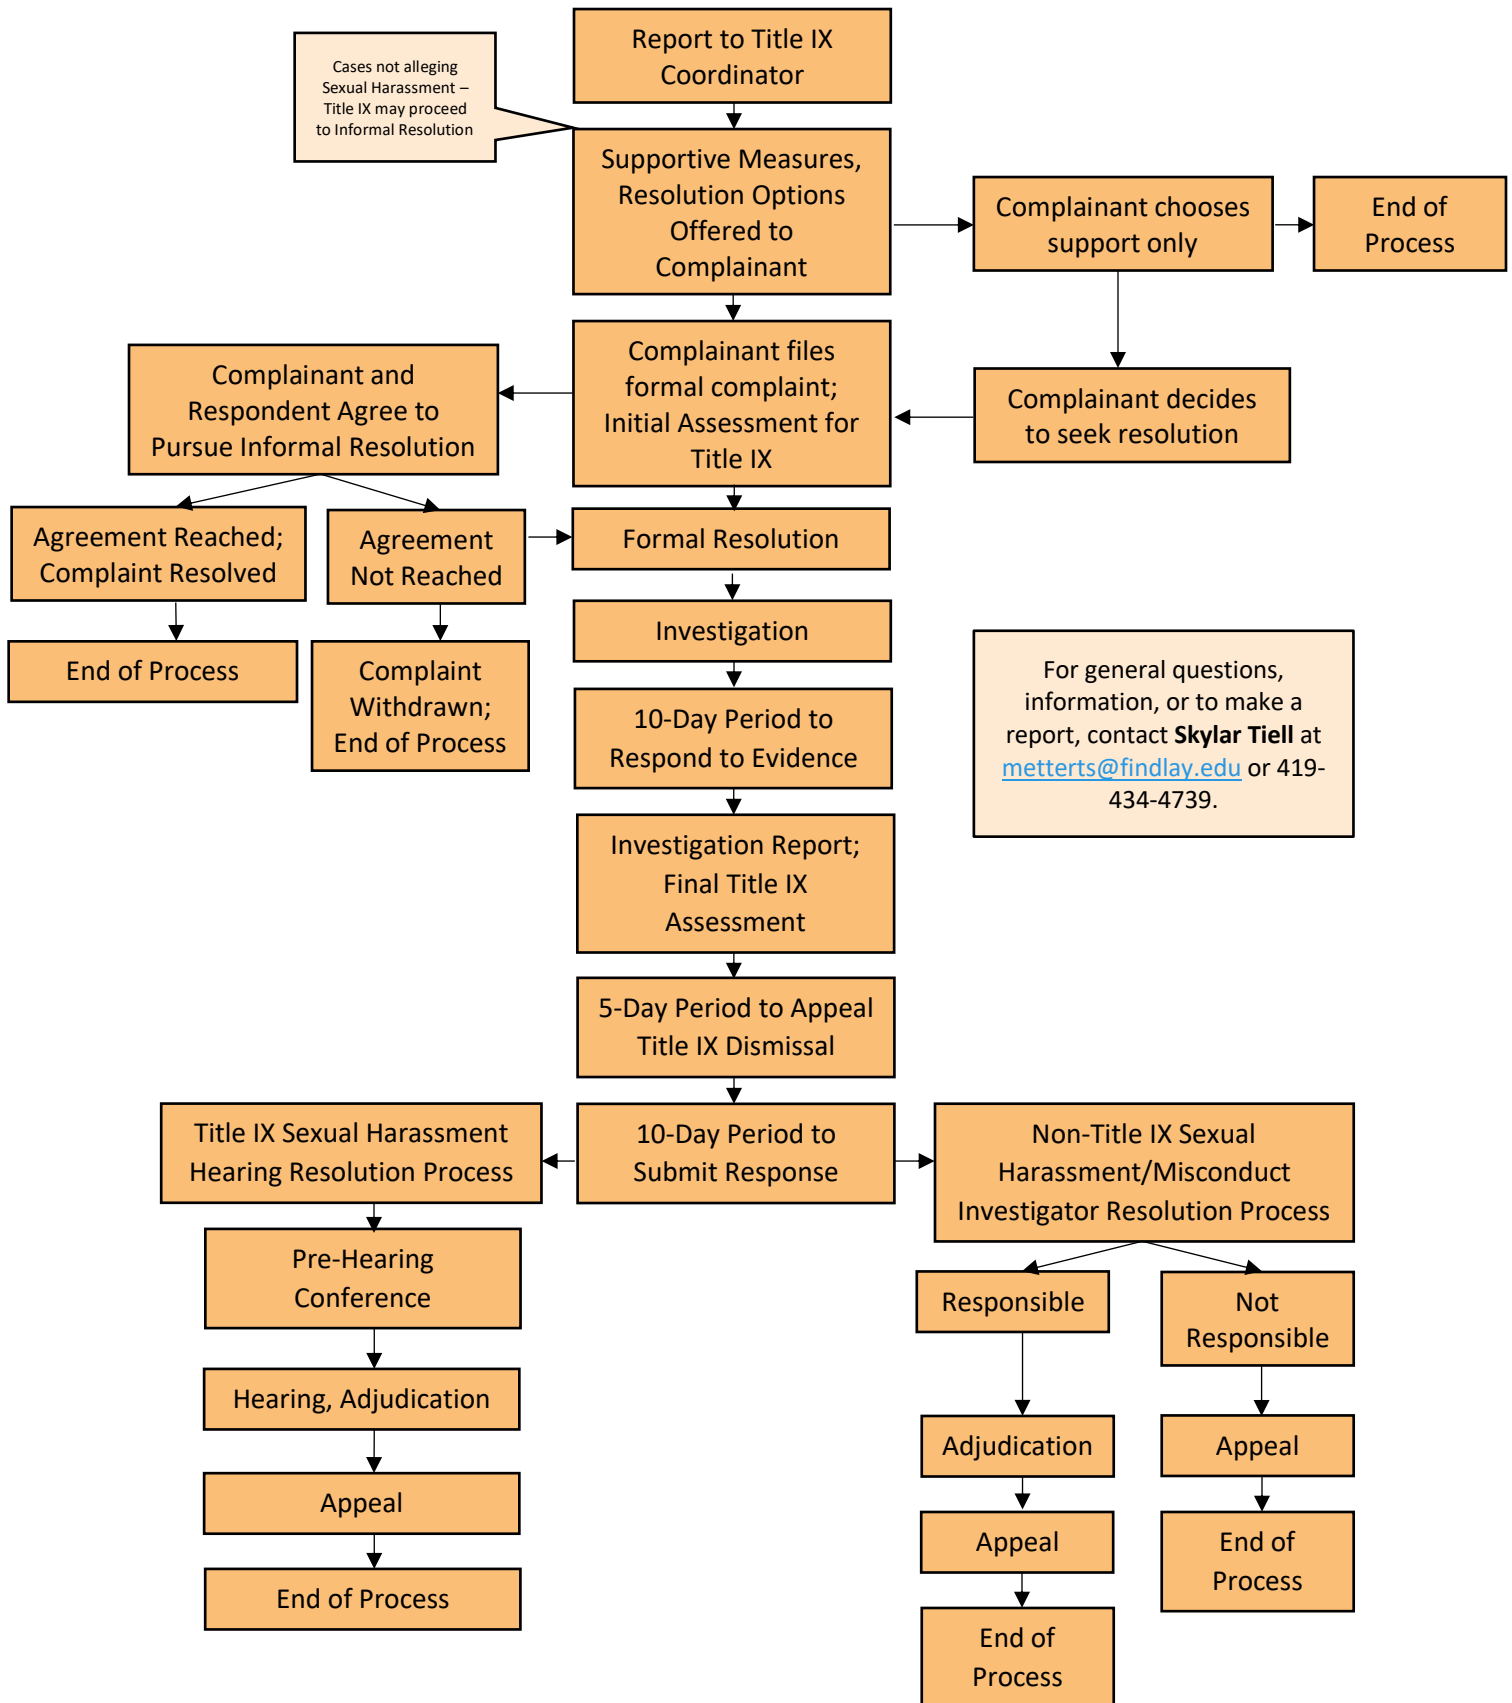 Report to Title IX
Coordinator
Cases not alleging
Sexual Harassment –
Title IX may proceed
to Informal Resolution
Supportive Measures,
Resolution Options
Offered to
Complainant
Complainant chooses
support only
End of
Process
Complainant files
formal complaint;
Initial Assessment for
Title IX
Complainant and
Respondent Agree to
Pursue Informal Resolution
Complainant decides
to seek resolution
Agreement Reached;
Complaint Resolved
Agreement
Not Reached
Formal Resolution
Investigation
End of Process
Complaint
Withdrawn;
End of Process
For general questions,
information, or to make a
report, contact Skylar Tiell at
metterts@findlay.edu or 419-
434-4739.
10-Day Period to
Respond to Evidence
Investigation Report;
Final Title IX
Assessment
5-Day Period to Appeal
Title IX Dismissal
Title IX Sexual Harassment
Hearing Resolution Process
10-Day Period to
Submit Response
Non-Title IX Sexual
Harassment/Misconduct
Investigator Resolution Process
Pre-Hearing
Conference
Responsible
Not
Responsible
Hearing, Adjudication
Adjudication
Appeal
Appeal
Appeal
End of
Process
End of Process
End of
Process